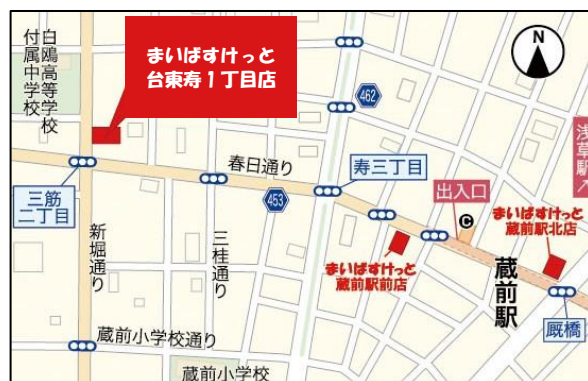 白鴎高等学校
付属中学校
まいばすけっと
台東寿1丁目店
N
462
浅草駅
春日通り
寿三丁目
三筋
二丁目
453
出入口
C
まいばすけっと
蔵前駅北店
新堀通り
三桂通り
まいばすけっと
蔵前駅前店
蔵前駅
厩橋
蔵前小学校通り
蔵前小学校